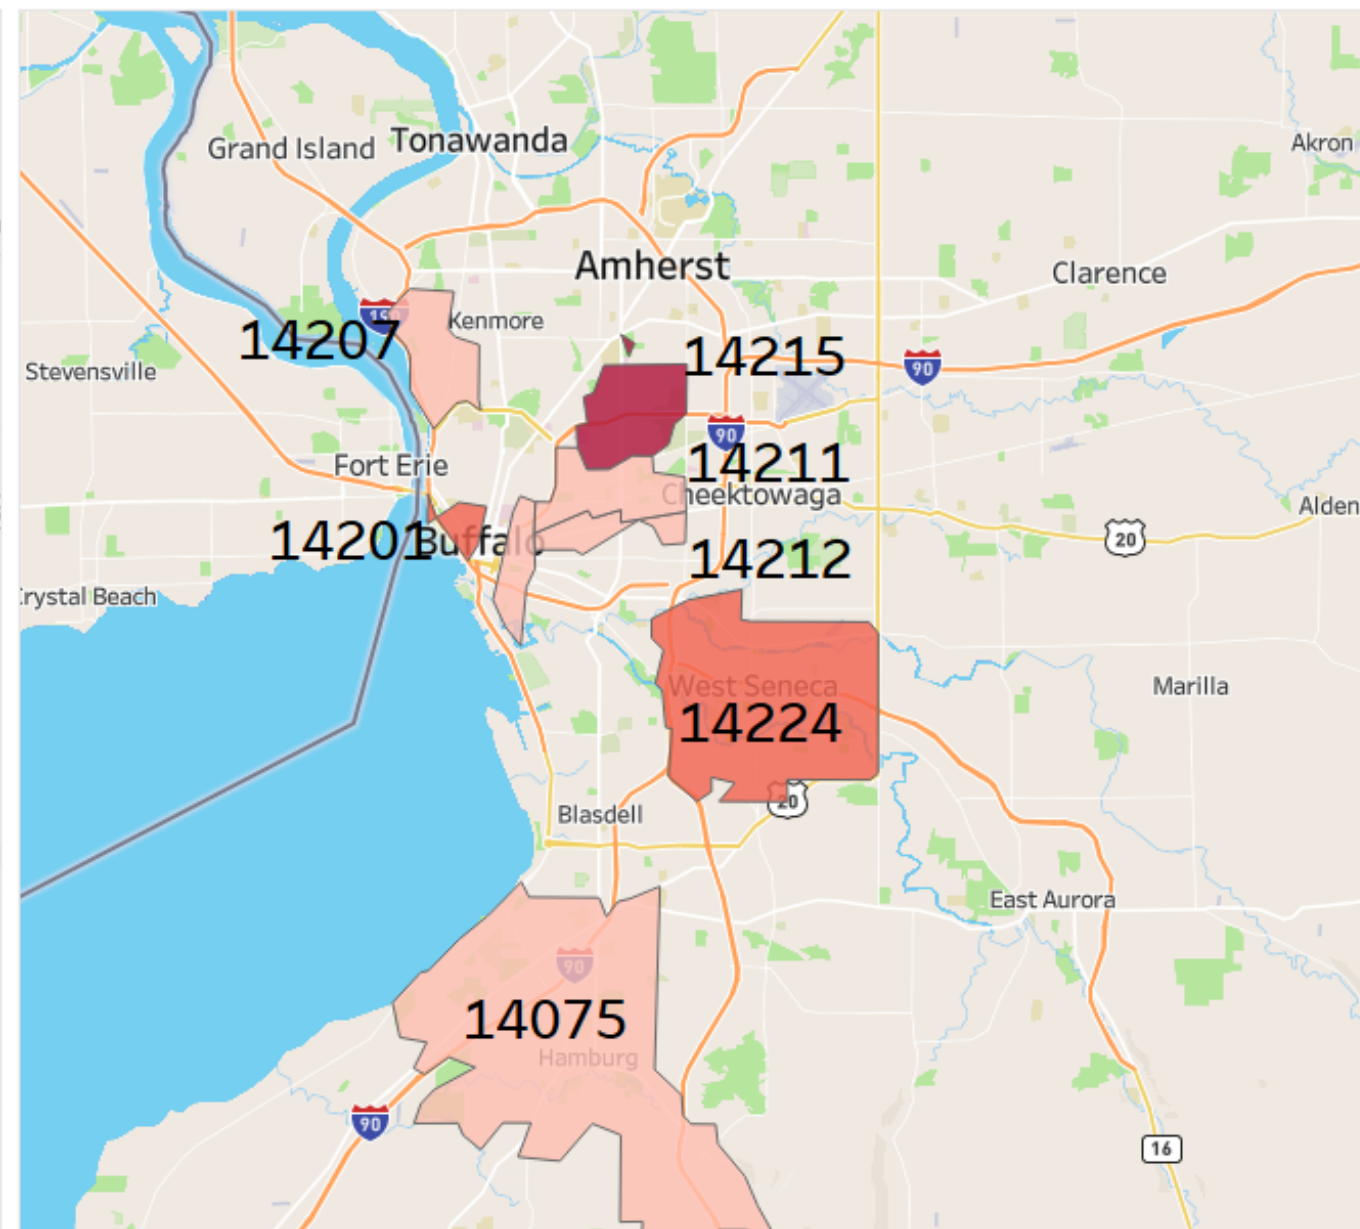 Grand Island
Tonawanda
Akron
Amherst
Clarence
190
Kenmore
14207
14215
Stevensville
90
90
14211
Fort Erie
Cheektowaga
Alden
14201
Buffalo
20
14212
Crystal Beach
West Seneca
Marilla
14224
20
Blasdell
East Aurora
90
14075
Hamburg
90
16